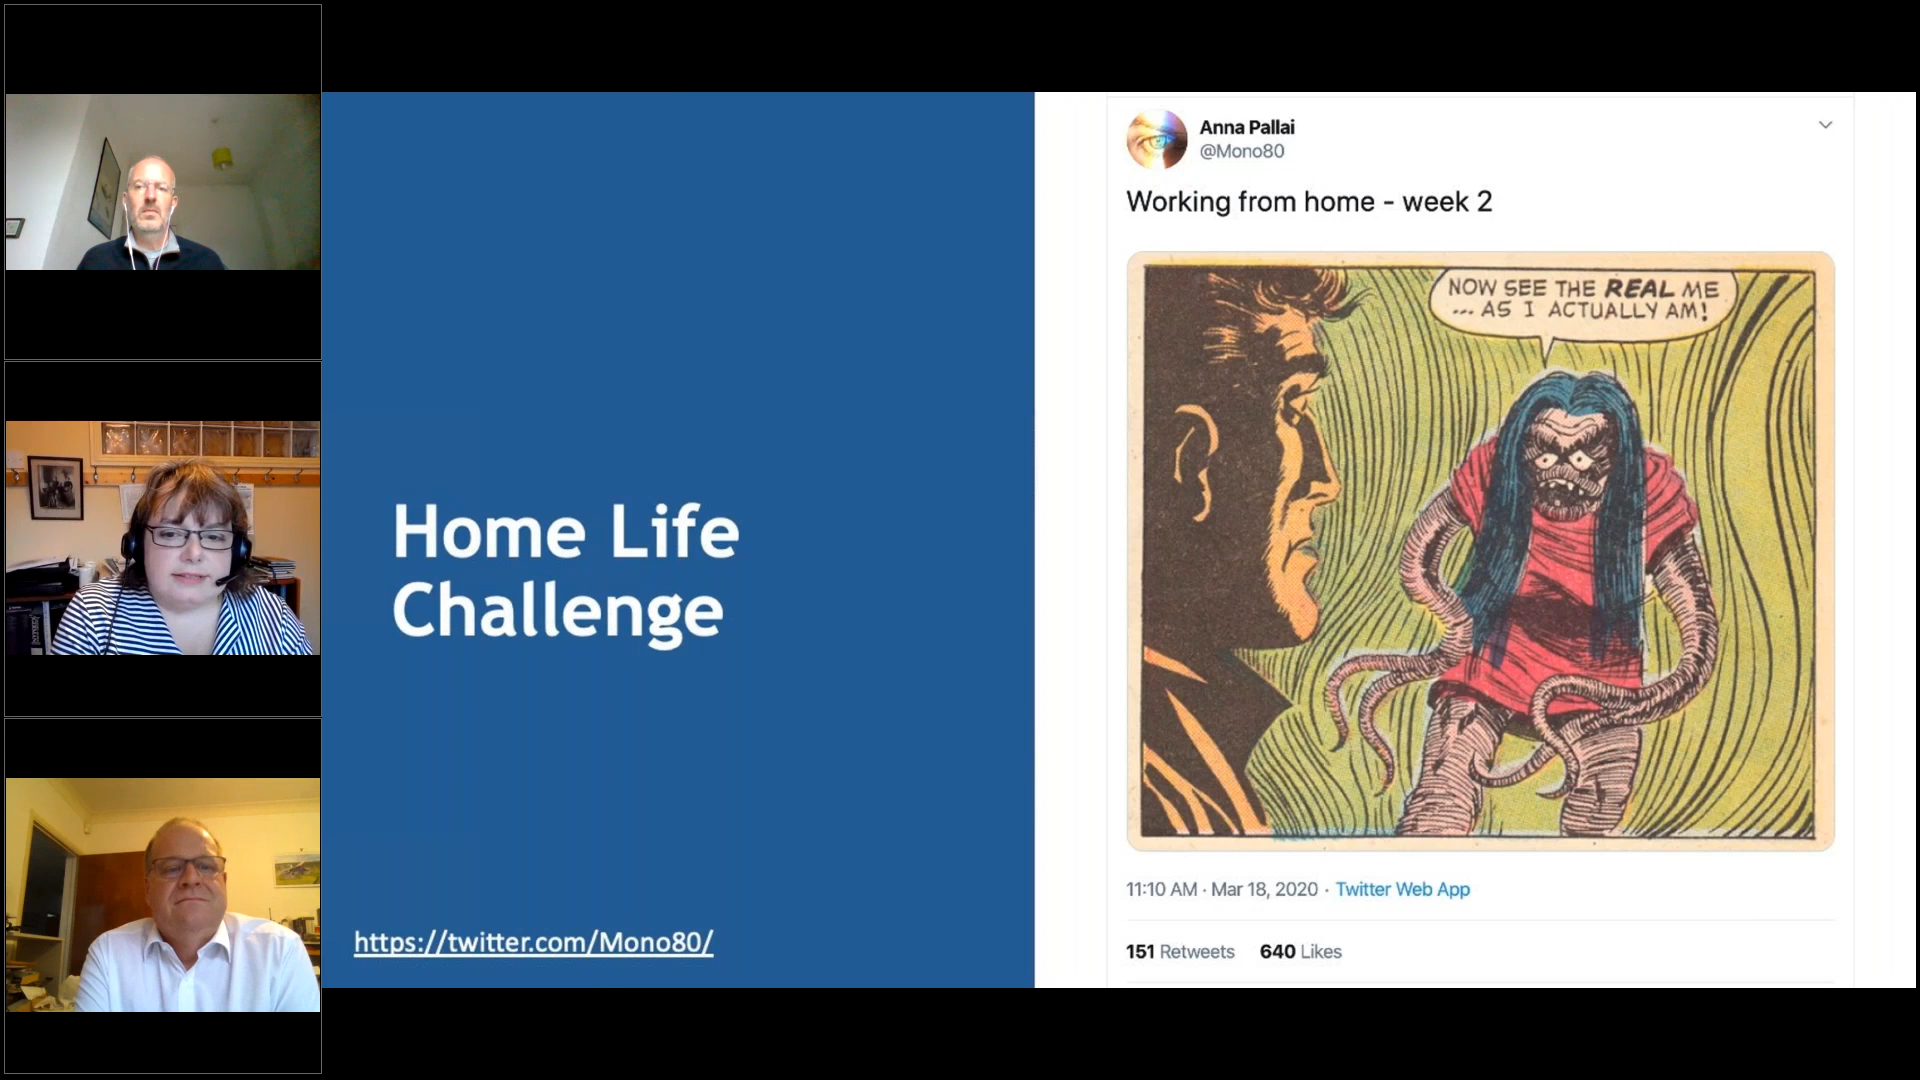 Home Life
Challenge
https://twitter.com/Mono80/
Anna Pallai
@Mono80
Working from home - week 2
NOW SEE THE REAL ME
... AS I ACTUALLY AM!
11:10 AM · Mar 18, 2020 · Twitter Web App
151 Retweets 640 Likes